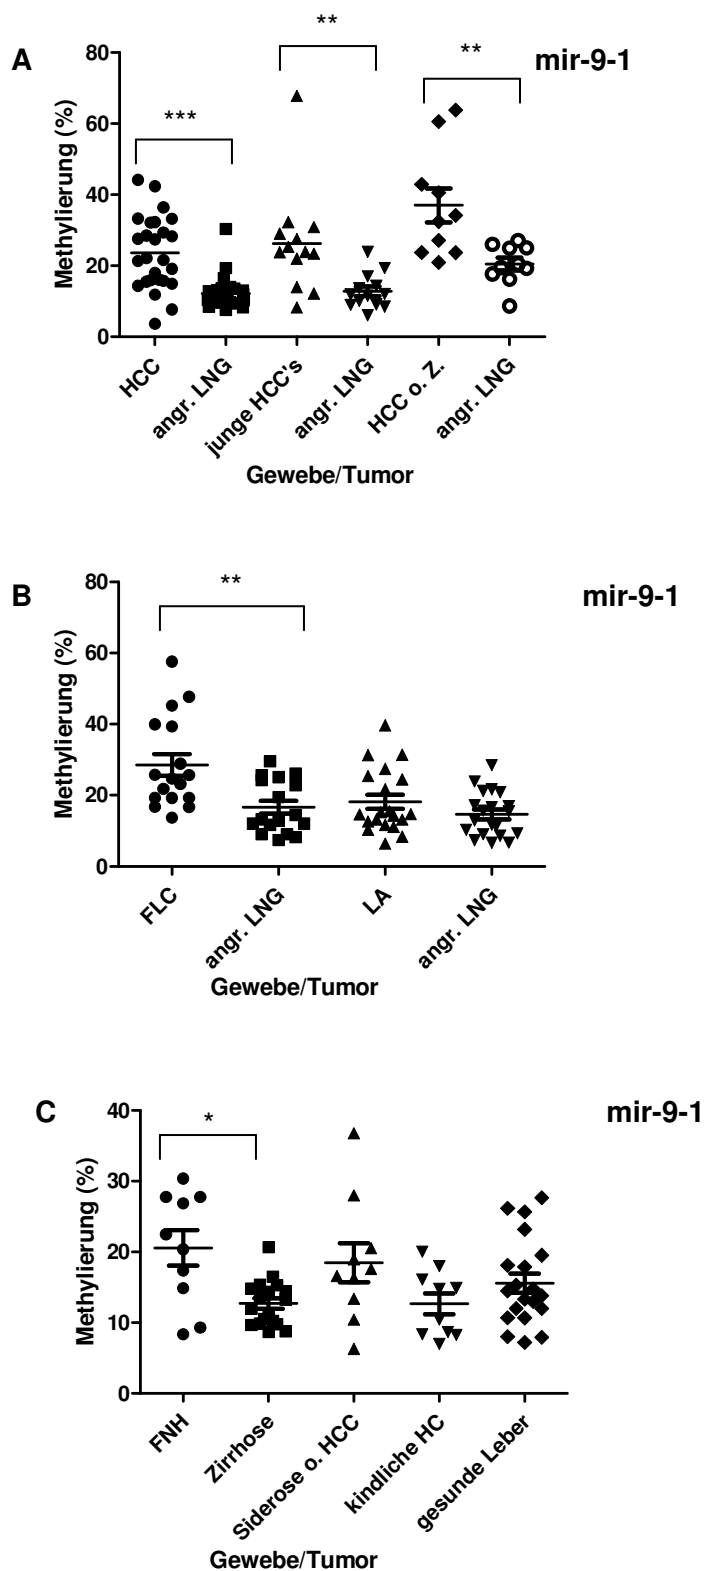 A
mir-9-1
**
**
***
Methylierung (%)
80
60
40
20
0
HCC
angr. LNG
junge HCC's
angr. LNG
HCC o. Z.
angr. LNG
Gewebe/Tumor
B
mir-9-1
**
Methylierung (%)
80
60
40
20
0
FLC
angr. LNG
LA
angr. LNG
Gewebe/Tumor
C
mir-9-1
*
Methylierung (%)
40
30
20
10
0
FNH
Zirrhose
Siderose o. HCC
kindliche HC
gesunde Leber
Gewebe/Tumor